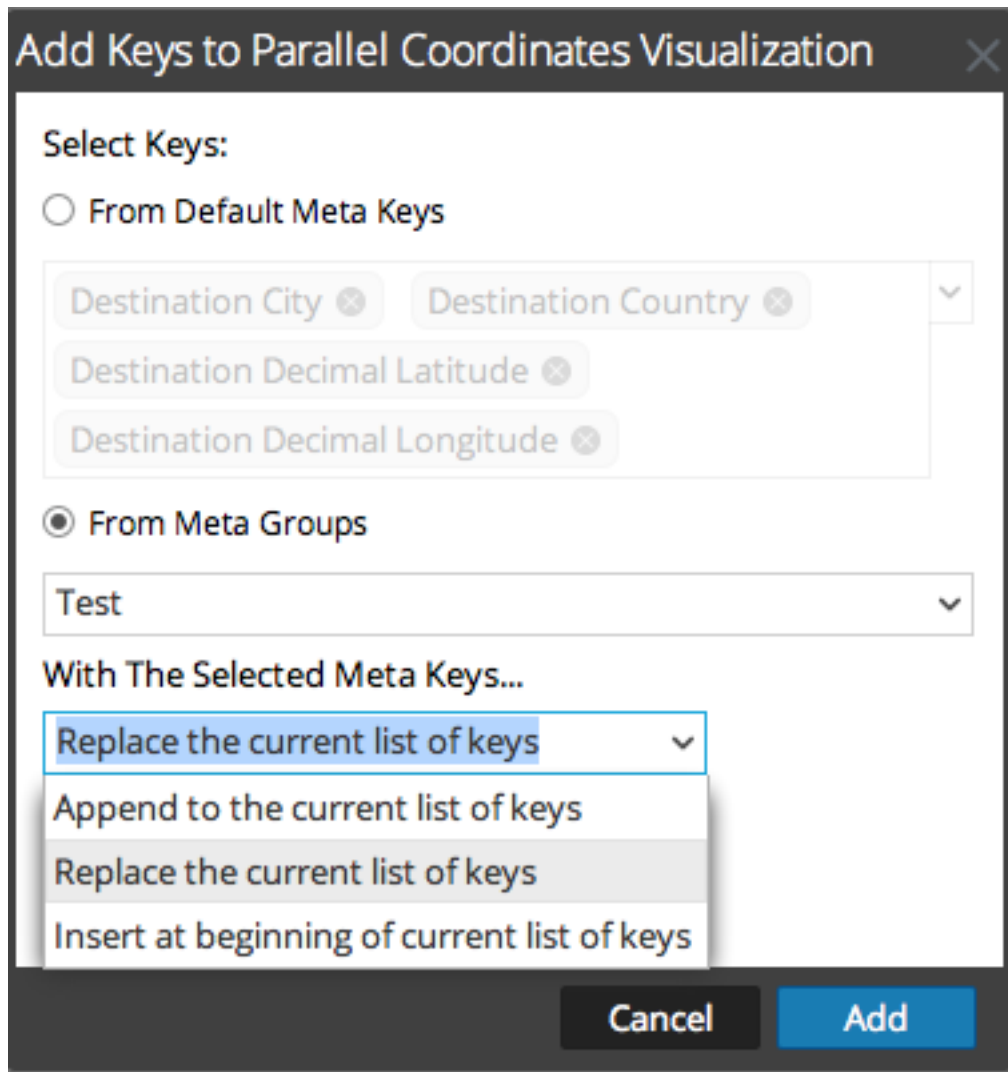 Add Keys to Parallel Coordinates Visualization
Select Keys:
From Default Meta Keys
Destination City Destination Country
Destination Decimal Latitude
Destination Decimal Longitude
From Meta Groups
Test
With The Selected Meta Keys...
Replace the current list of keys
Append to the current list of keys
Replace the current list of keys
Insert at beginning of current list of keys
Cancel Add